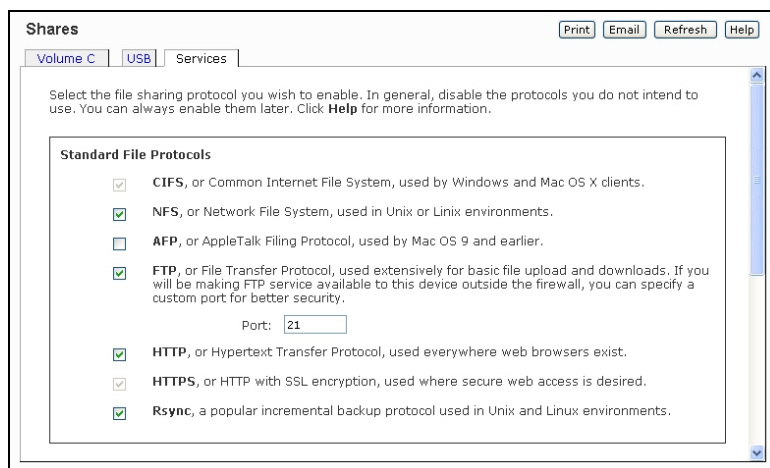 Shares
Print Email Refresh Help
Volume C USB Services
Select the file sharing protocol you wish to enable. In general, disable the protocols you do not intend to
use. You can always enable them later. Click Help for more information.
Standard File Protocols
CIFS, or Common Internet File System, used by Windows and Mac OS X clients.
NFS, or Network File System, used in Unix or Linix environments.
AFP, or AppleTalk Filing Protocol, used by Mac OS 9 and earlier.
FTP, or File Transfer Protocol, used extensively for basic file upload and downloads. If you
will be making FTP service available to this device outside the firewall, you can specify a
custom port for better security.
Port: 21
HTTP, or Hypertext Transfer Protocol, used everywhere web browsers exist.
HTTPS, or HTTP with SSL encryption, used where secure web access is desired.
Rsync, a popular incremental backup protocol used in Unix and Linux environments.